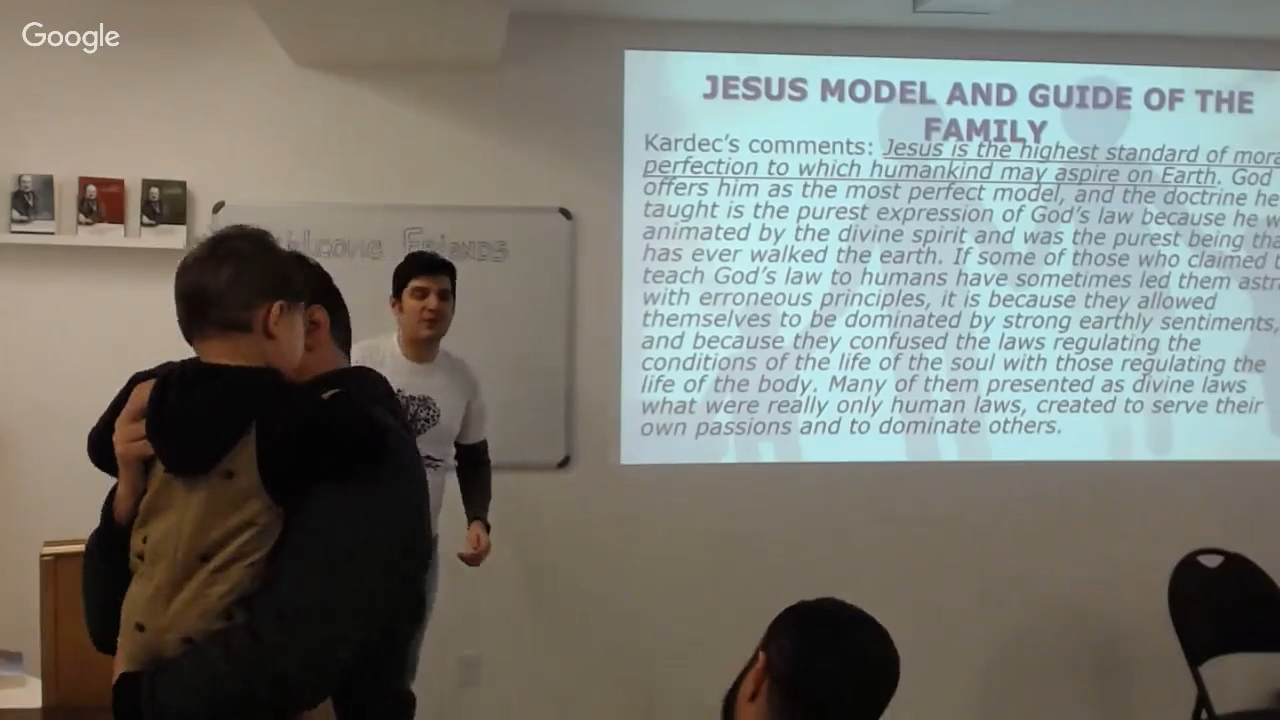 Google
JESUS MODEL AND GUIDE OF THE
FAMILY
Kardec's comments: Jesus is the highest standard of mora
perfection to which humankind may aspire on Earth. God
offers him as the most perfect model, and the doctrine he
taught is the purest expression of God's law because he w
animated by the divine spirit and was the purest being tha
has ever walked the earth. If some of those who claimed t
teach God's law to humans have sometimes led them astra
with erroneous principles, it is because they allowed
themselves to be dominated by strong earthly sentiments,
and because they confused the laws regulating the
conditions of the life of the soul with those regulating the
life of the body. Many of them presented as divine laws
what were really only human laws, created to serve their
own passions and to dominate others.
Welcome Friends